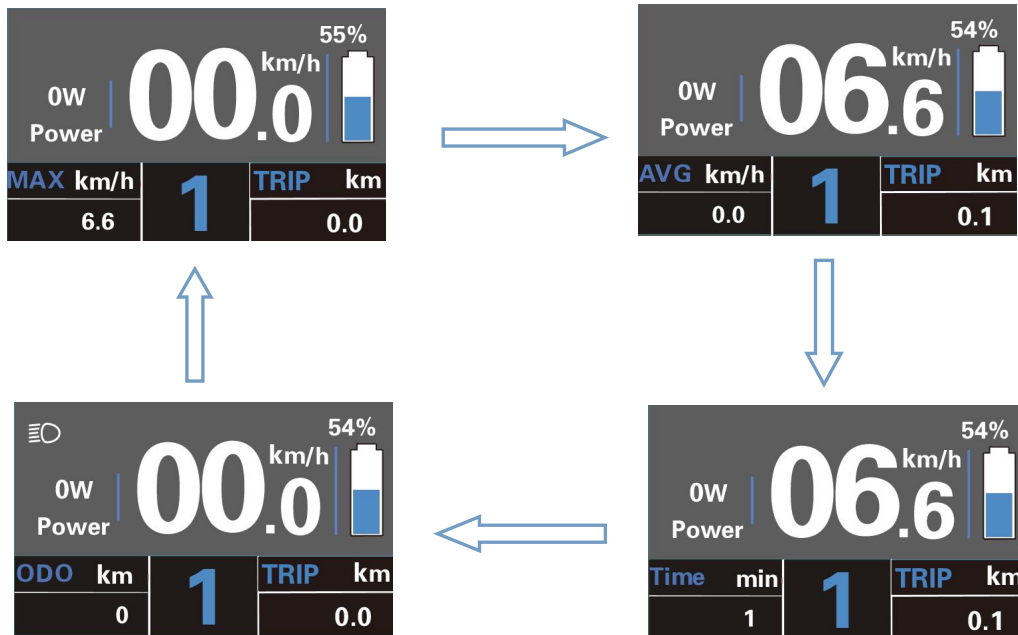 55%
km/h
00.0
0W
Power
MAX km/h
6.6
1
TRIP km
0.0
54%
km/h
06.6
0W
Power
AVG km/h
0.0
1
TRIP km
0.1
54%
km/h
00.0
0W
Power
ODO km
0
1
TRIP km
0.0
54%
km/h
06.6
0W
Power
Time min
1
1
TRIP km
0.1